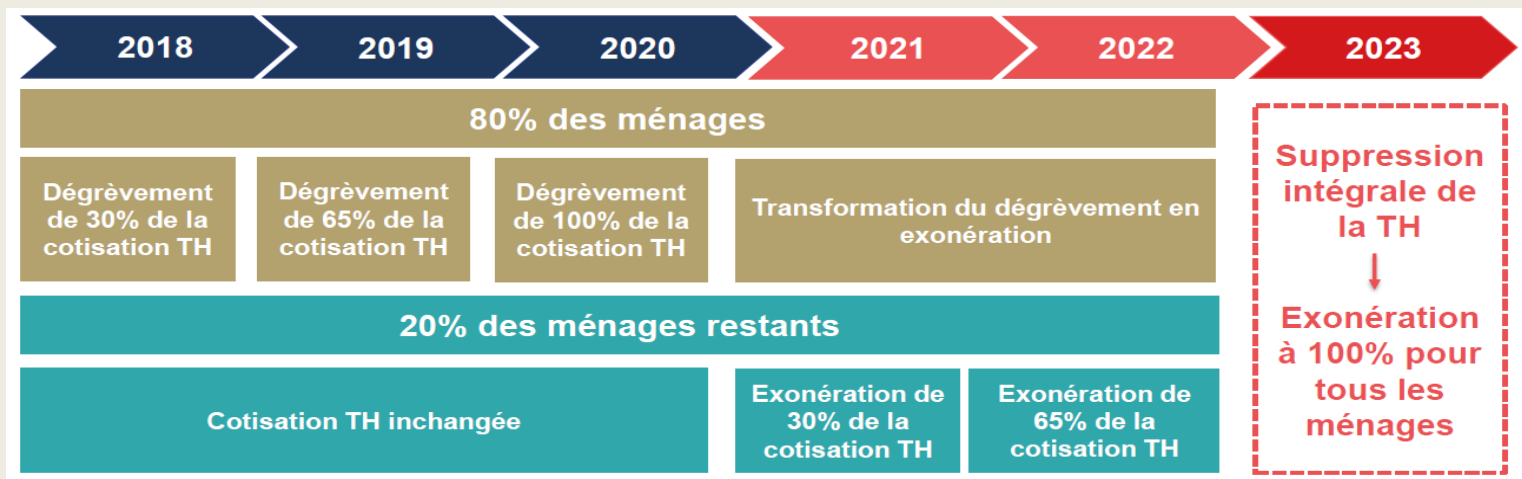 2018
2019
2020
2021
2022
2023
80% des ménages
Dégrèvement
de 30% de la
cotisation TH
Dégrèvement
de 65% de la
cotisation TH
Dégrèvement
de 100% de la
cotisation TH
Transformation du dégrèvement en
exonération
20% des ménages restants
Cotisation TH inchangée
Exonération de
30% de la
cotisation TH
Exonération de
65% de la
cotisation TH
Suppression
intégrale de
la TH
Exonération
à 100% pour
tous les
ménages